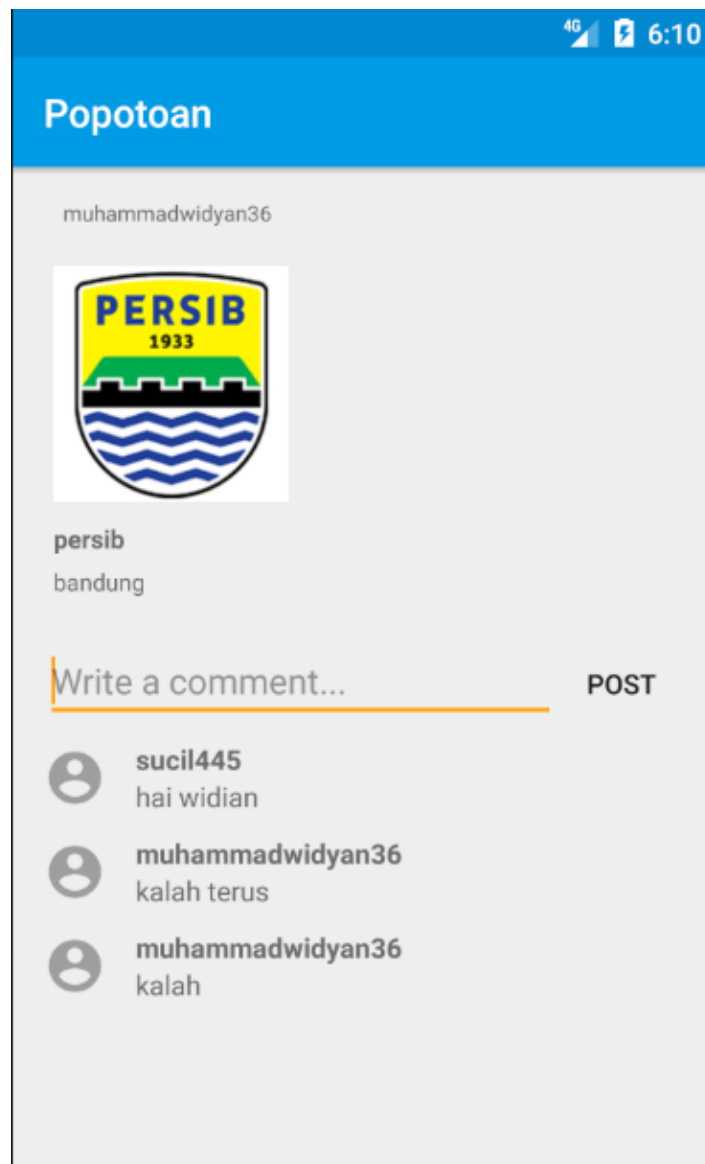 4G 6:10
Popotoan
muhammadwidyan36
PERSIB
1933
persib
bandung
Write a comment...
POST
sucil445
hai widian
muhammadwidyan36
kalah terus
muhammadwidyan36
kalah